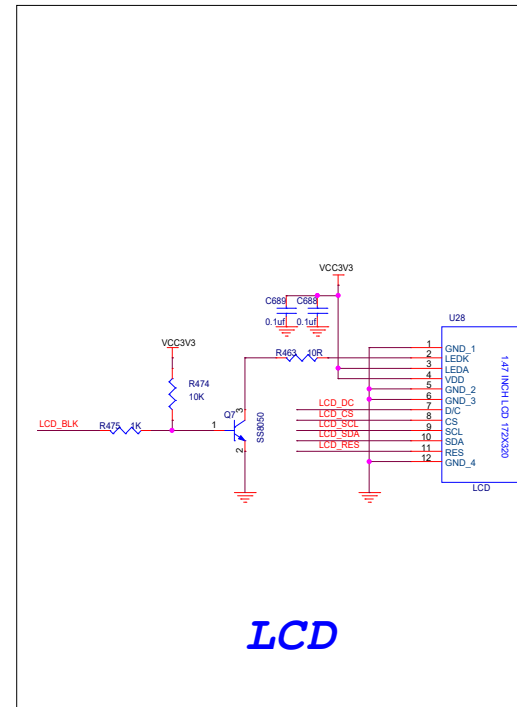 VCC3V3
C689
C688
0.1uf
0.1uf
U28
VCC3V3
R463
10R
1
GND_1
2
LEDK
3
LEDA
4
VDD
5
GND_2
6
GND_3
LCD_DC
7
D/C
LCD_CS
8
CS
LCD_SCL
9
SCL
LCD_SDA
10
SDA
LCD_RES
11
RES
12
GND_4
1.47 INCH LCD 172X320
LCD
R474
10K
LCD_BLK
R475
1K
Q7
1
3
2
SS8050
LCD